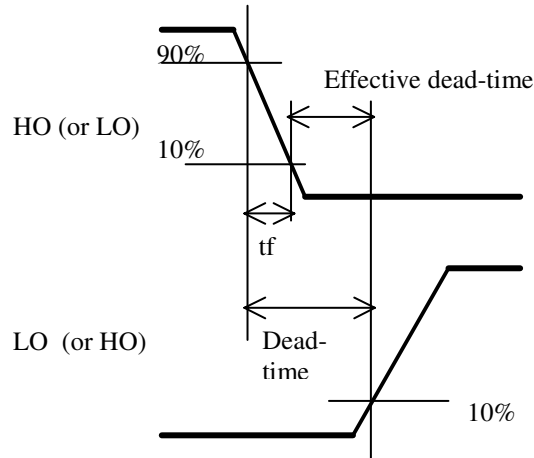 90%
Effective dead-time
HO (or LO)
10%
tf
LO (or HO)
Dead-
time
10%